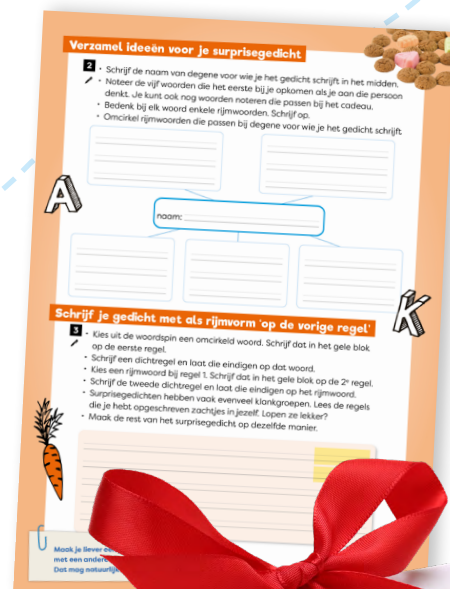 Verzamel ideeën voor je surprisegedicht
2 • Schrijf de naam van degene voor wie je het gedicht schrijft in het midden.
• Noteer de vijf woorden die het eerste bij je opkomen als je aan die persoon
denkt. Je kunt ook nog woorden noteren die passen bij het cadeau.
• Bedenk bij elk woord enkele rijmwoorden. Schrijf op.
• Omcirkel rijmwoorden die passen bij degene voor wie je het gedicht schrijft
A
naam:
K
Schrijf je gedicht met als rijmvorm ‘op de vorige regel’
3 • Kies uit de woordspin een omcirkeld woord. Schrijf dat in het gele blok
op de eerste regel.
• Schrijf een dichtregel en laat die eindigen op dat woord.
• Kies een rijmwoord bij regel 1. Schrijf dat in het gele blok op de 2e regel.
• Schrijf de tweede dichtregel en laat die eindigen op het rijmwoord.
• Surprisegedichten hebben vaak evenveel klankgroepen. Lees de regels
die je hebt opgeschreven zachtjes in jezelf. Lopen ze lekker?
• Maak de rest van het surprisegedicht op dezelfde manier.
Maak je liever
met een ander
Dat mag natuurlijk